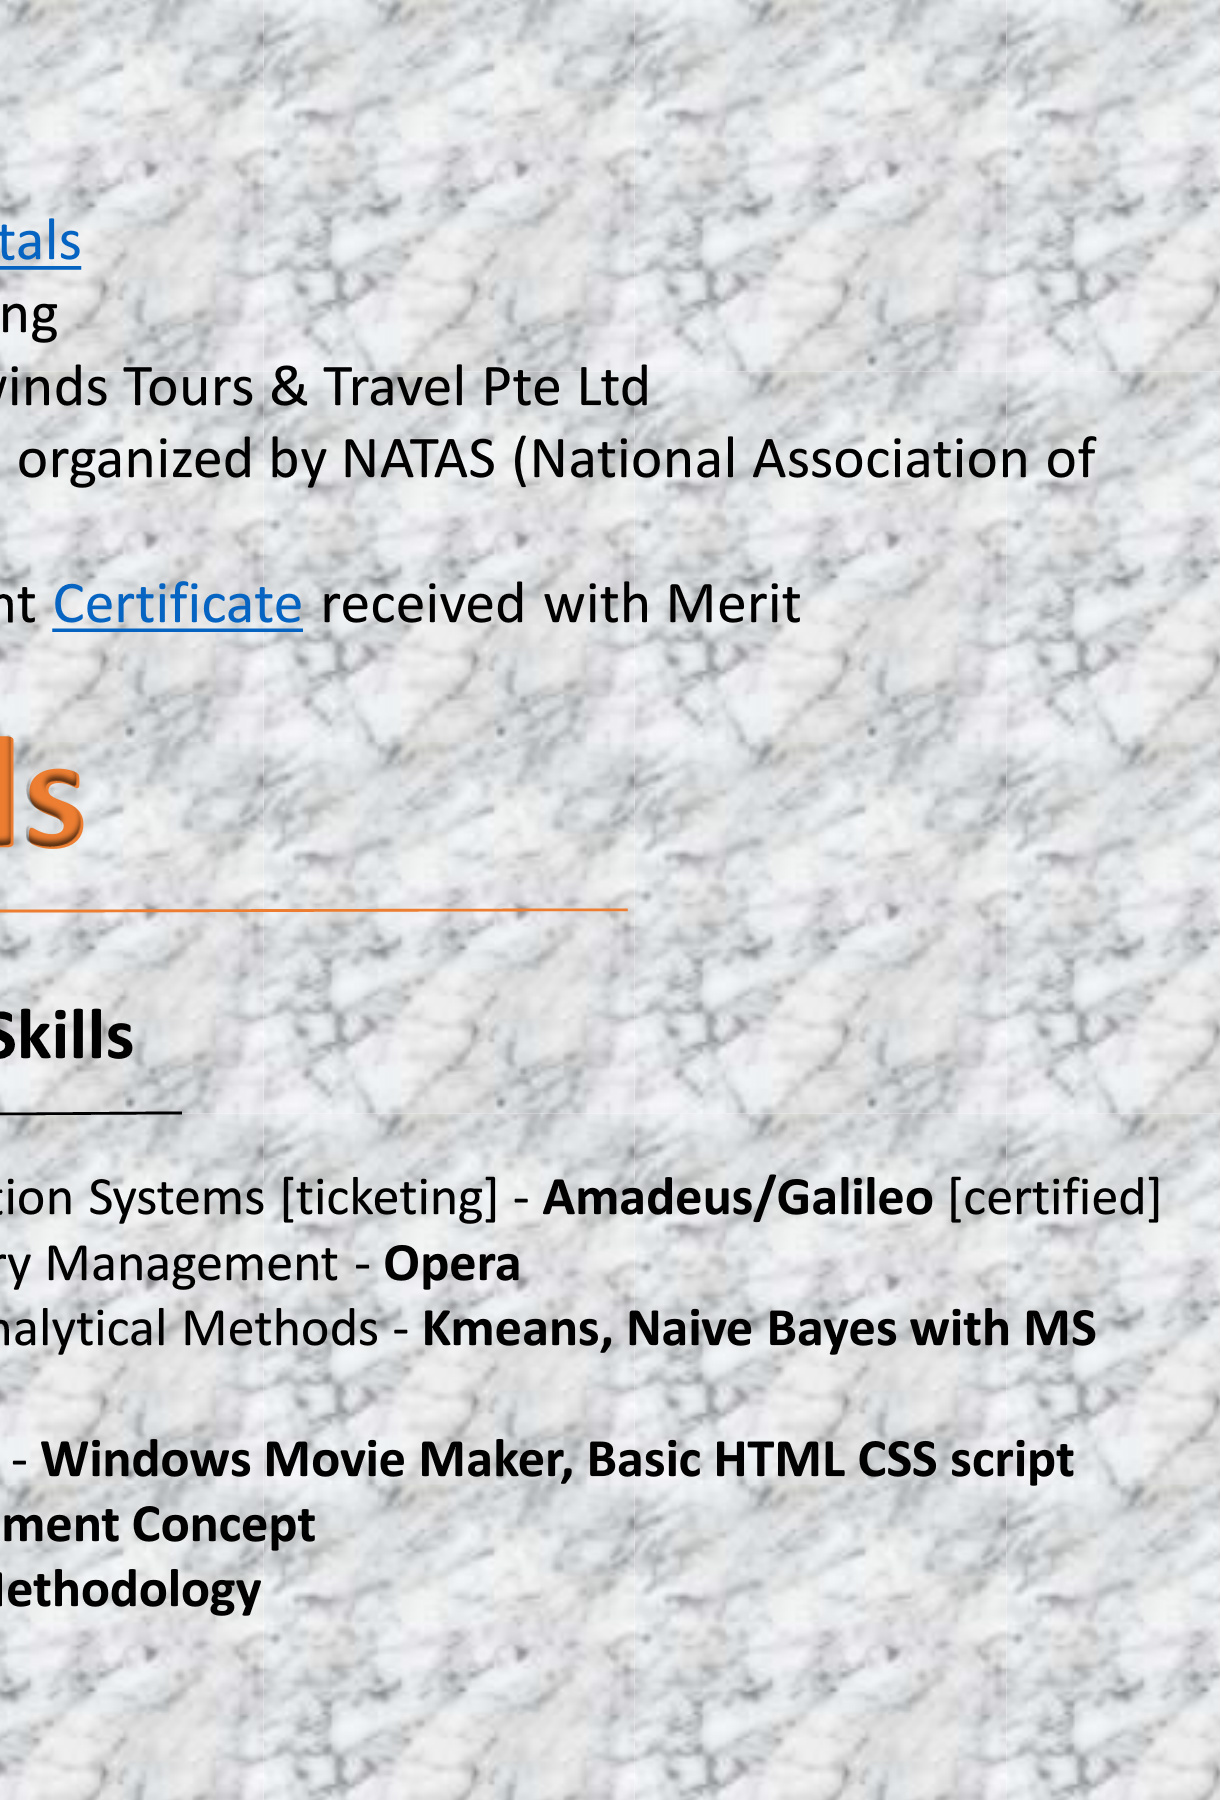 tals
ng
winds Tours & Travel Pte Ltd
organized by NATAS (National Association of
nt Certificate received with Merit
ls
Skills
tion Systems [ticketing] - Amadeus/Galileo [certified]
ry Management - Opera
nalytical Methods - Kmeans, Naive Bayes with MS
- Windows Movie Maker, Basic HTML CSS script
ment Concept
Methodology